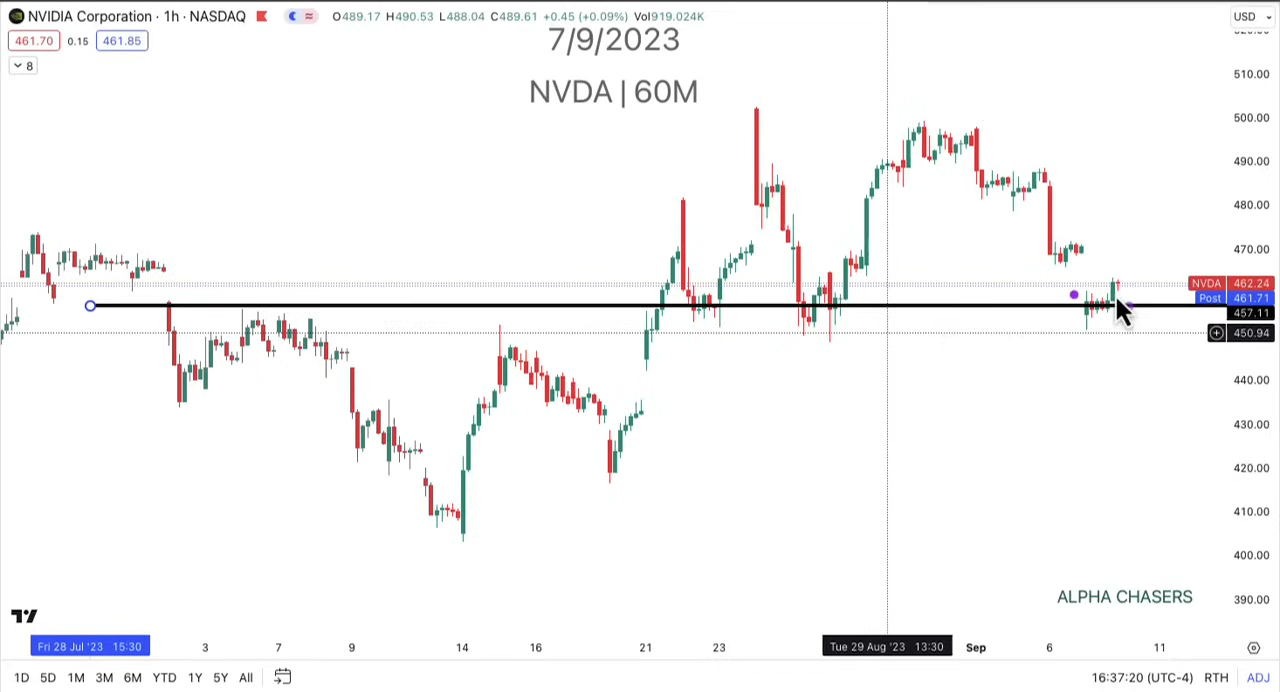 NVIDIA Corporation · 1h · NASDAQ O489.17 H490.53 L488.04 C489.61 +0.45 (+0.09%) Vol919.024K
USD
461.70 0.15 461.85
8
7/9/2023
NVDA | 60M
510.00
500.00
490.00
480.00
470.00
NVDA 462.24
Post 461.71
457.11
450.94
440.00
430.00
420.00
410.00
400.00
390.00
ALPHA CHASERS
Fri 28 Jul '23 15:30 3 7 9 14 16 21 23 Tue 29 Aug '23 13:30 Sep 6 11
1D 5D 1M 3M 6M YTD 1Y 5Y All 16:37:20 (UTC-4) RTH ADJ